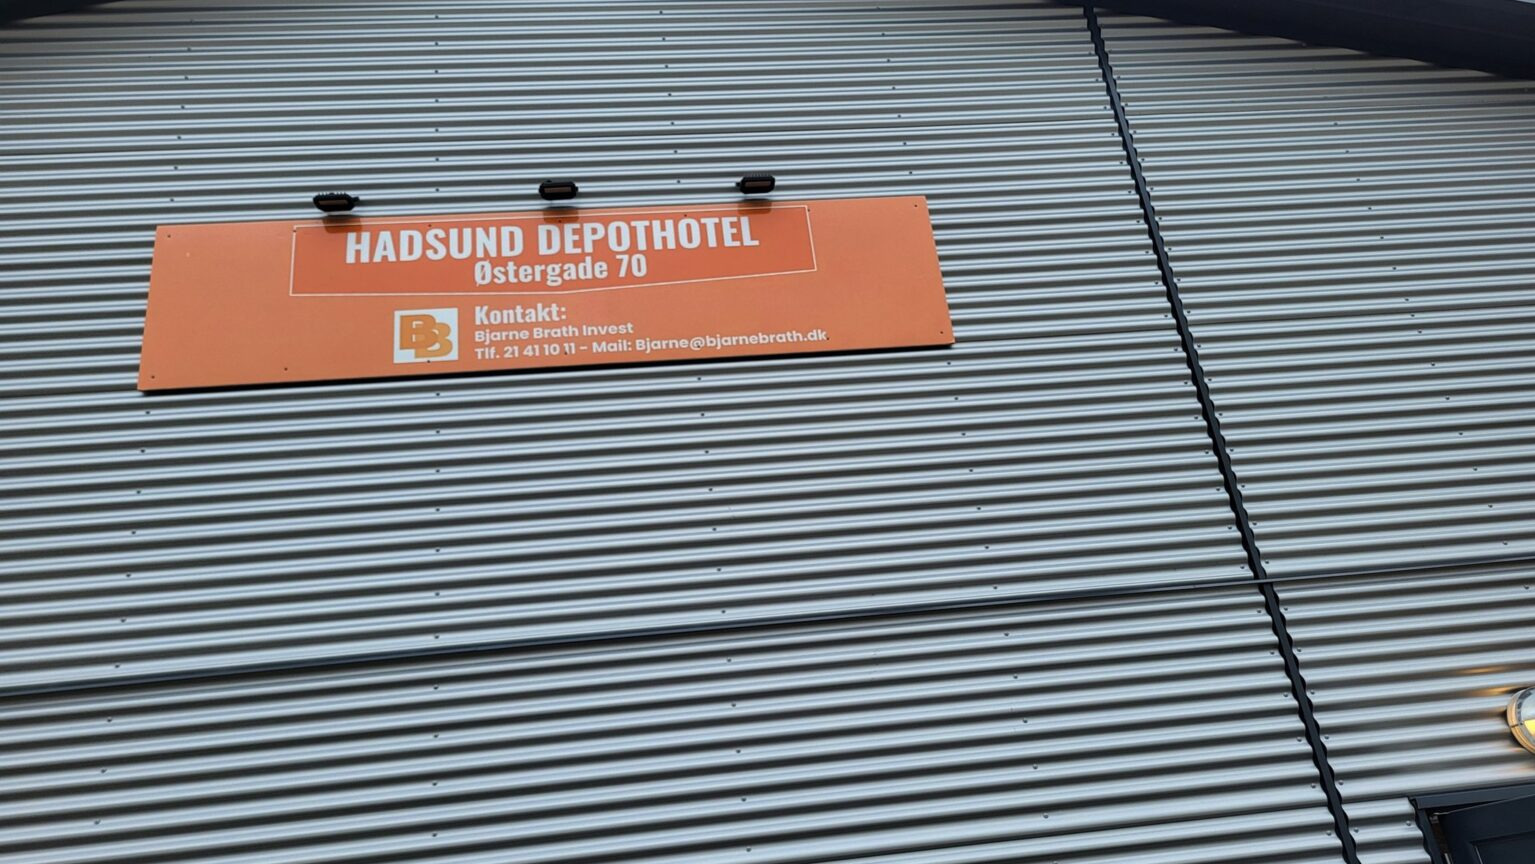 HADSUND DEPOTHOTEL
Østergade 70
BB
Kontakt:
Bjarne Brath Invest
Tlf. 21 41 10 11 - Mail: Bjarne@bjarnebrath.dk